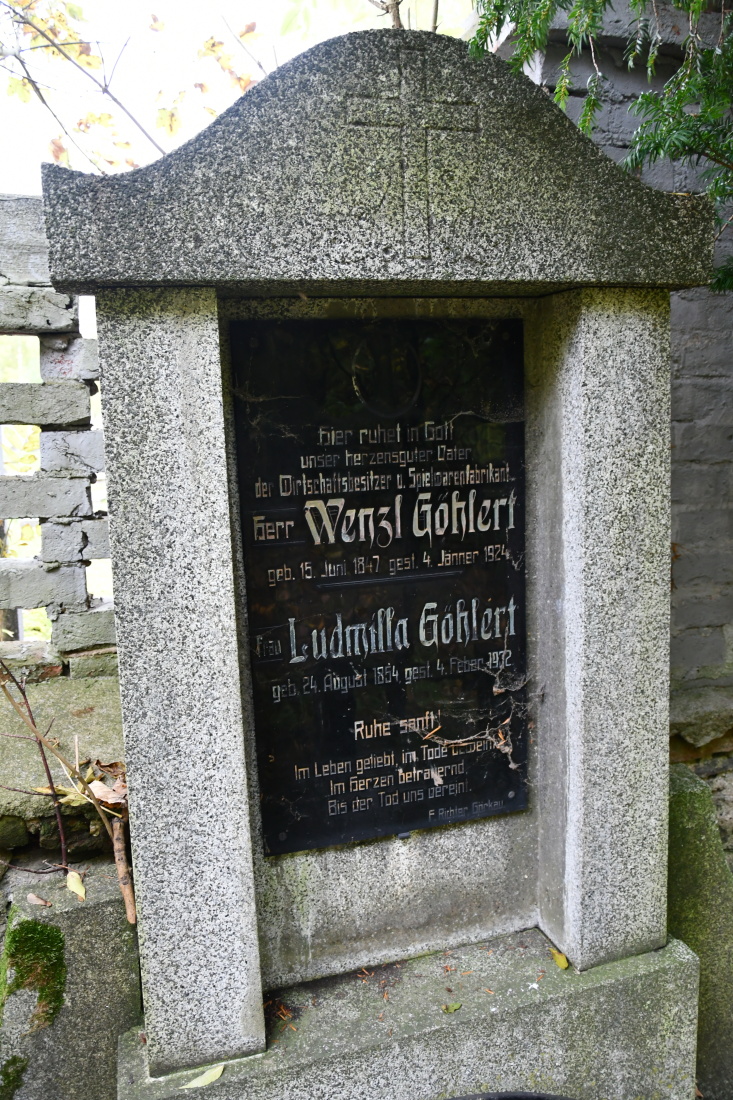 Hier ruhet in Gott
unser herzensguter Vater
der Wirtschaftsbesitzer u. Spielwarenfabrikant
Herr Wenzl Göhlert
geb. 15. Juni 1847 gest. 4. Jänner 1924
Frau Ludmilla Göhlert
geb. 24. August 1854 gest. 4. Feber 1932
Ruhe sanft!
Im Leben geliebt, im Tode beweint
Im Herzen betrauernd,
Bis der Tod uns vereint.
F. Richter Görkau